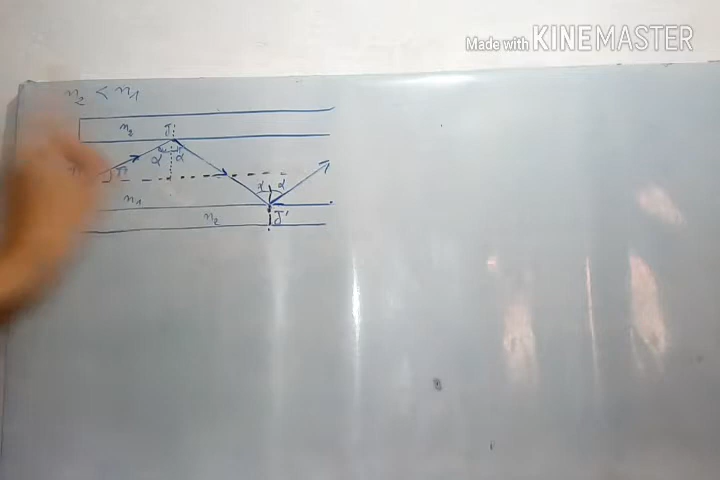 Made with KINEMASTER
n₂ < n₁
n₂ J
α α
n₁
α α
n₂ J'